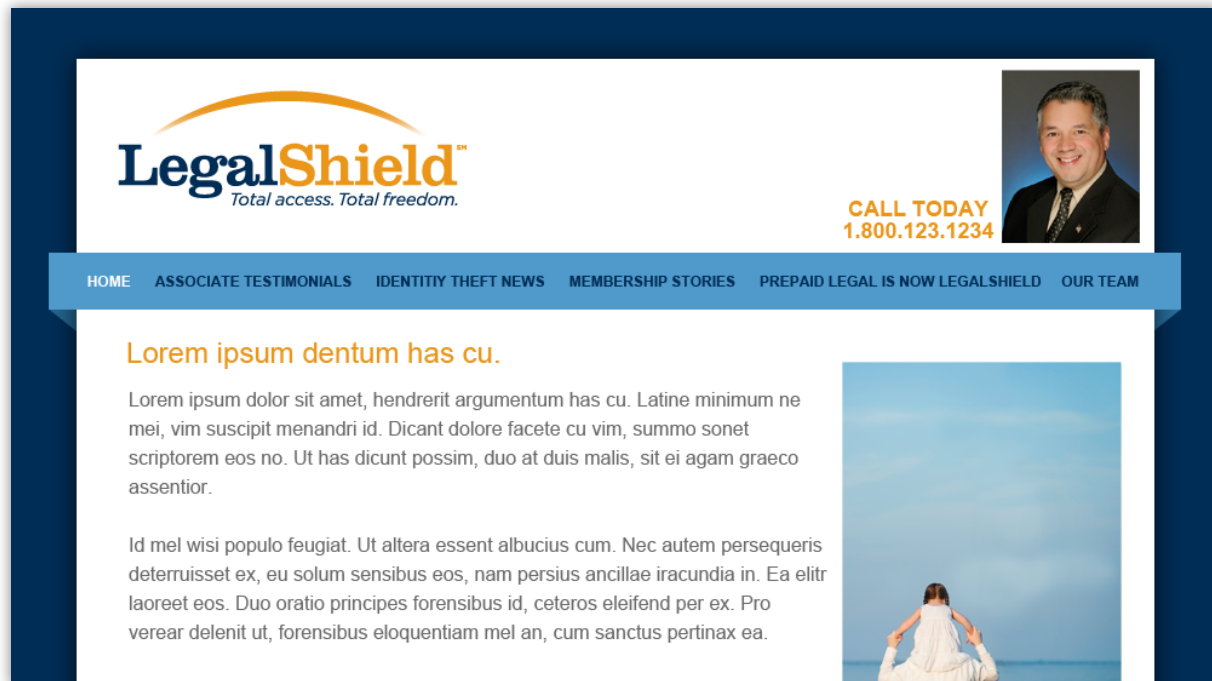 LegalShield℠
Total access. Total freedom.
CALL TODAY
1.800.123.1234
HOME ASSOCIATE TESTIMONIALS IDENTITIY THEFT NEWS MEMBERSHIP STORIES PREPAID LEGAL IS NOW LEGALSHIELD OUR TEAM
Lorem ipsum dentum has cu.
Lorem ipsum dolor sit amet, hendrerit argumentum has cu. Latine minimum ne
mei, vim suscipit menandri id. Dicant dolore facete cu vim, summo sonet
scriptorem eos no. Ut has dicunt possim, duo at duis malis, sit ei agam graeco
assentior.
Id mel wisi populo feugiat. Ut altera essent albucius cum. Nec autem persequeris
deterruisset ex, eu solum sensibus eos, nam persius ancillae iracundia in. Ea elitr
laoreet eos. Duo oratio principes forensibus id, ceteros eleifend per ex. Pro
verear delenit ut, forensibus eloquentiam mel an, cum sanctus pertinax ea.